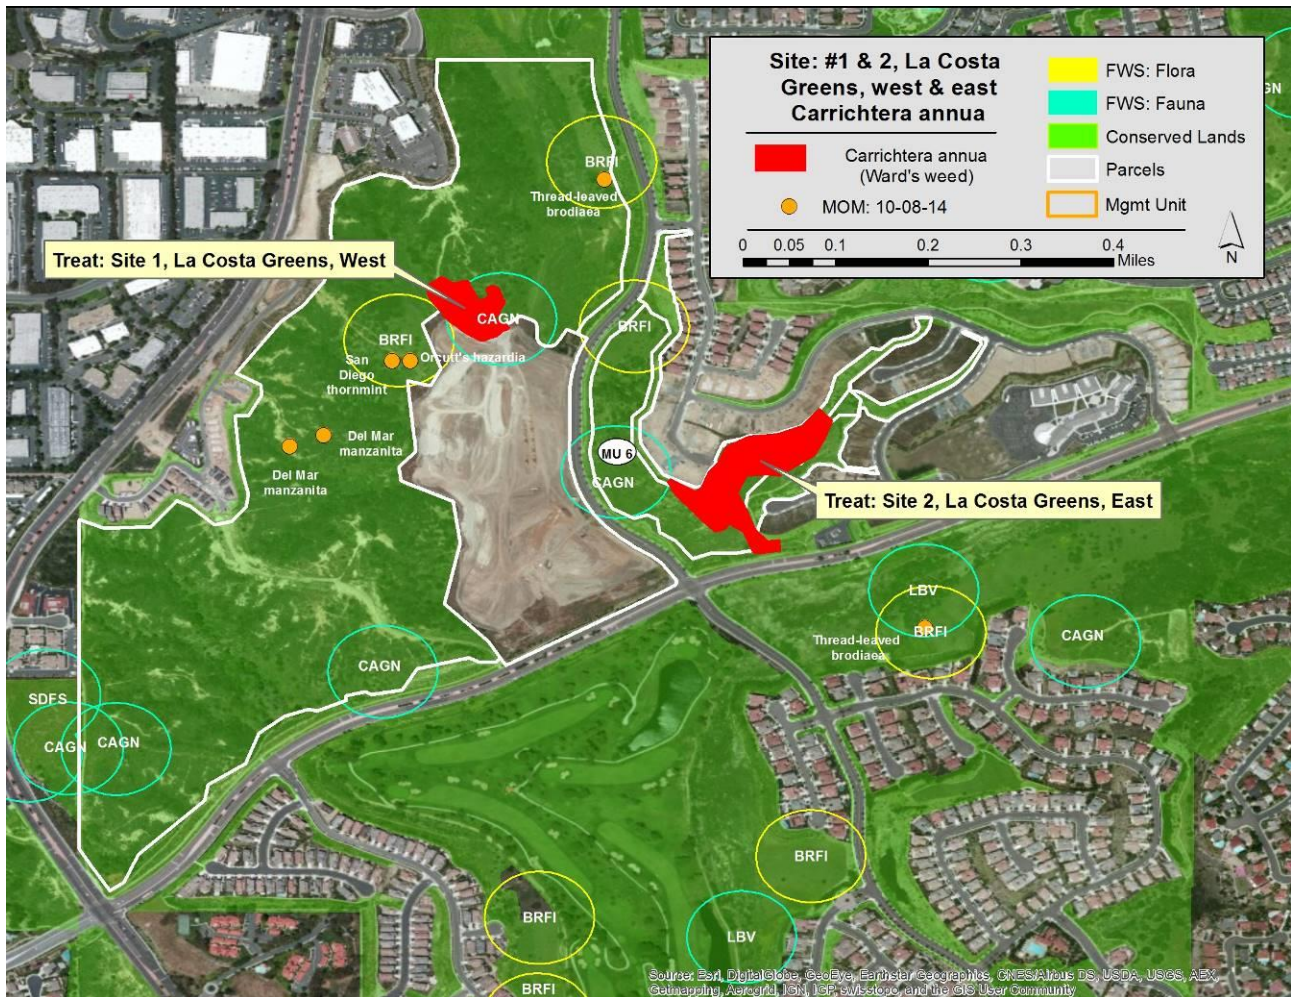 Site: #1 & 2, La Costa
Greens, west & east
Carrichtera annua
Carrichtera annua
(Ward's weed)
MOM: 10-08-14
FWS: Flora
FWS: Fauna
Conserved Lands
Parcels
Mgmt Unit
0 0.05 0.1 0.2 0.3 0.4
Miles
N
GN
BRFI
Thread-leaved
brodiaea
Treat: Site 1, La Costa Greens, West
CAGN
BRFI
BRFI
San
Diego
thornmint
Orcutt's hazardia
Del Mar
manzanita
Del Mar
manzanita
MU 6
CAGN
Treat: Site 2, La Costa Greens, East
LBV
BRFI
Thread-leaved
brodiaea
CAGN
CAGN
SDFS
CAGN
CAGN
BRFI
BRFI
LBV
BRFI
Source: Esri, DigitalGlobe, GeoEye, Earthstar Geographics, CNES/Airbus DS, USDA, USGS, AEX,
Getmapping, Aerogrid, IGN, IGP, swisstopo, and the GIS User Community